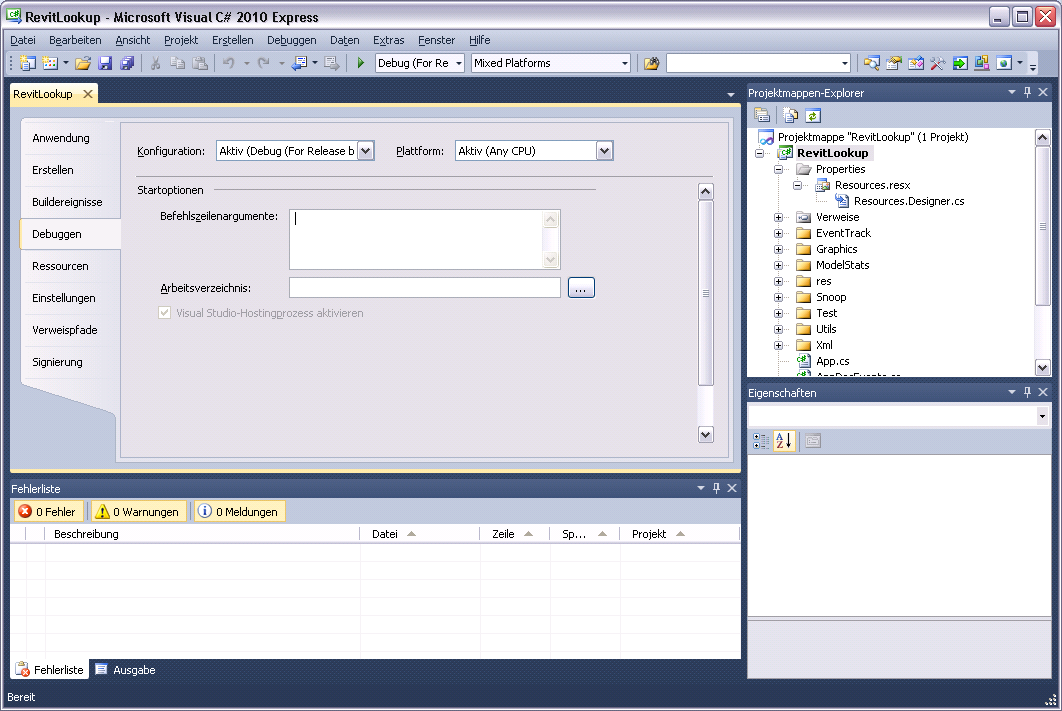 RevitLookup - Microsoft Visual C# 2010 Express
Datei Bearbeiten Ansicht Projekt Erstellen Debuggen Daten Extras Fenster Hilfe
Debug (For Re Mixed Platforms
RevitLookup
Anwendung
Erstellen
Buildereignisse
Debuggen
Ressourcen
Einstellungen
Verweispfade
Signierung
Konfiguration: Aktiv (Debug (For Release b Plattform: Aktiv (Any CPU)
Startoptionen
Befehlszeilenargumente:
Arbeitsverzeichnis: ...
Visual Studio-Hostingprozess aktivieren
Projektmappen-Explorer
Projektmappe "RevitLookup" (1 Projekt)
RevitLookup
Properties
Resources.resx
Resources.Designer.cs
Verweise
EventTrack
Graphics
ModelStats
res
Snoop
Test
Utils
Xml
App.cs
AppDocEvents.cs
Eigenschaften
Fehlerliste
0 Fehler 0 Warnungen 0 Meldungen
Beschreibung Datei Zeile Sp... Projekt
Fehlerliste Ausgabe
Bereit